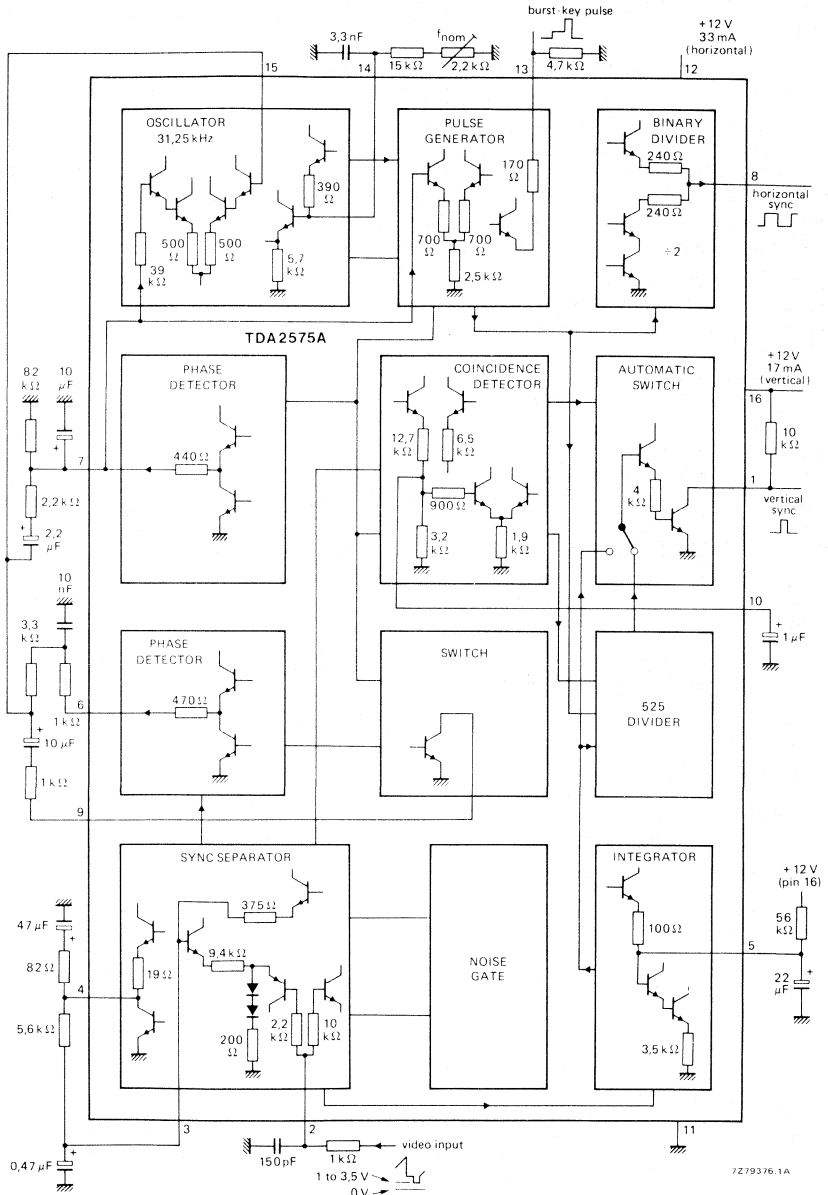 burst-key pulse
+12 V
33 mA
(horizontal)
3,3 nF
fnom
15 kΩ
2,2 kΩ
4,7 kΩ
15
14
13
12
OSCILLATOR
31,25 kHz
390
Ω
500
Ω
500
Ω
39
kΩ
5,7
kΩ
PULSE
GENERATOR
170
Ω
700
Ω
700
Ω
2,5 kΩ
BINARY
DIVIDER
240 Ω
240 Ω
÷2
8
horizontal
sync
TDA2575A
82
kΩ
10
μF
+
7
2,2 kΩ
+
2,2
μF
PHASE
DETECTOR
440 Ω
COINCIDENCE
DETECTOR
12,7
kΩ
6,5
kΩ
900 Ω
3,2
kΩ
1,9
kΩ
AUTOMATIC
SWITCH
4
kΩ
+12 V
17 mA
(vertical)
16
10
kΩ
1
vertical
sync
10
+
1 μF
10
nF
3,3
kΩ
6
1 kΩ
+
10 μF
1 kΩ
9
PHASE
DETECTOR
470 Ω
SWITCH
525
DIVIDER
SYNC SEPARATOR
375 Ω
9,4 kΩ
19 Ω
200
Ω
2,2
kΩ
10
kΩ
NOISE
GATE
INTEGRATOR
100 Ω
3,5 kΩ
+12 V
(pin 16)
56
kΩ
5
22
μF
+
47 μF
+
82 Ω
4
5,6 kΩ
3
2
11
0,47 μF
+
150 pF
1 kΩ
video input
1 to 3,5 V
0 V
7Z79376.1A